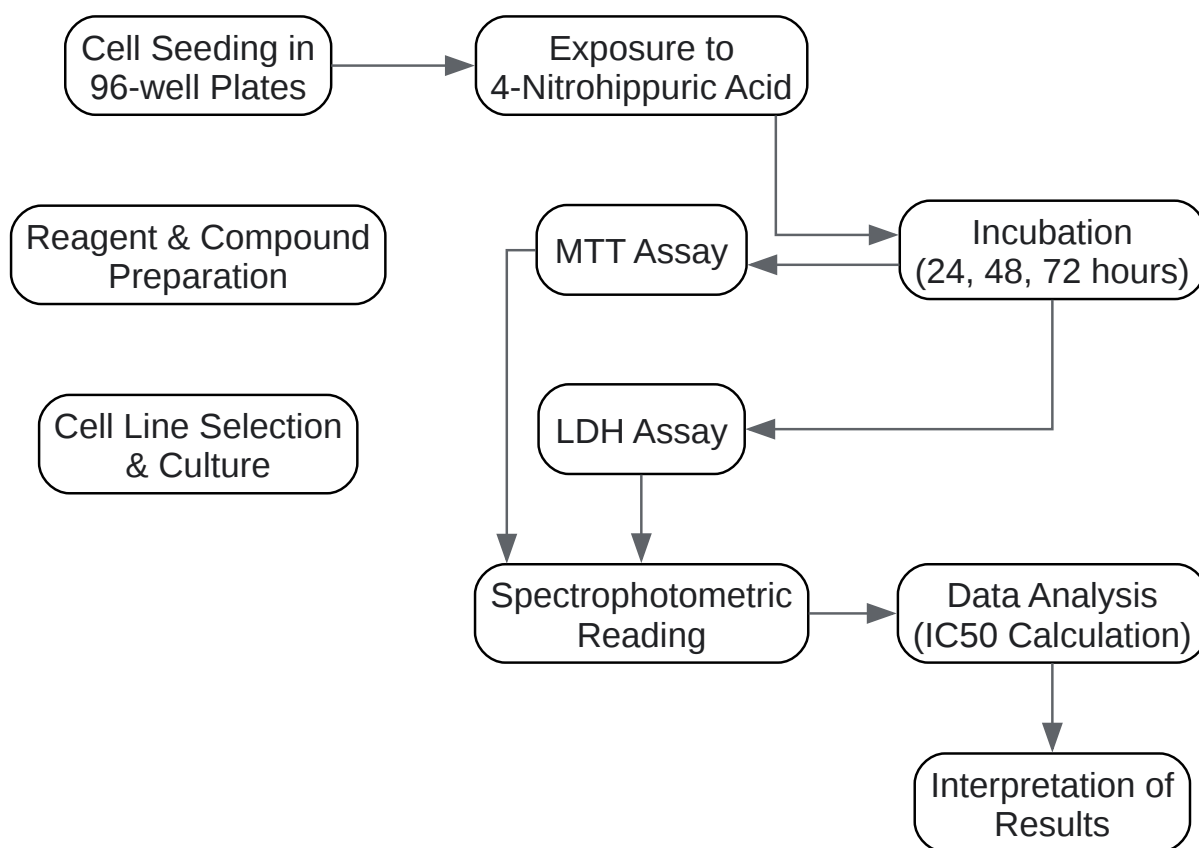 Cell Seeding in
96-well Plates
Exposure to
4-Nitrohippuric Acid
Reagent & Compound
Preparation
MTT Assay
Incubation
(24, 48, 72 hours)
Cell Line Selection
& Culture
LDH Assay
Spectrophotometric
Reading
Data Analysis
(IC50 Calculation)
Interpretation of
Results